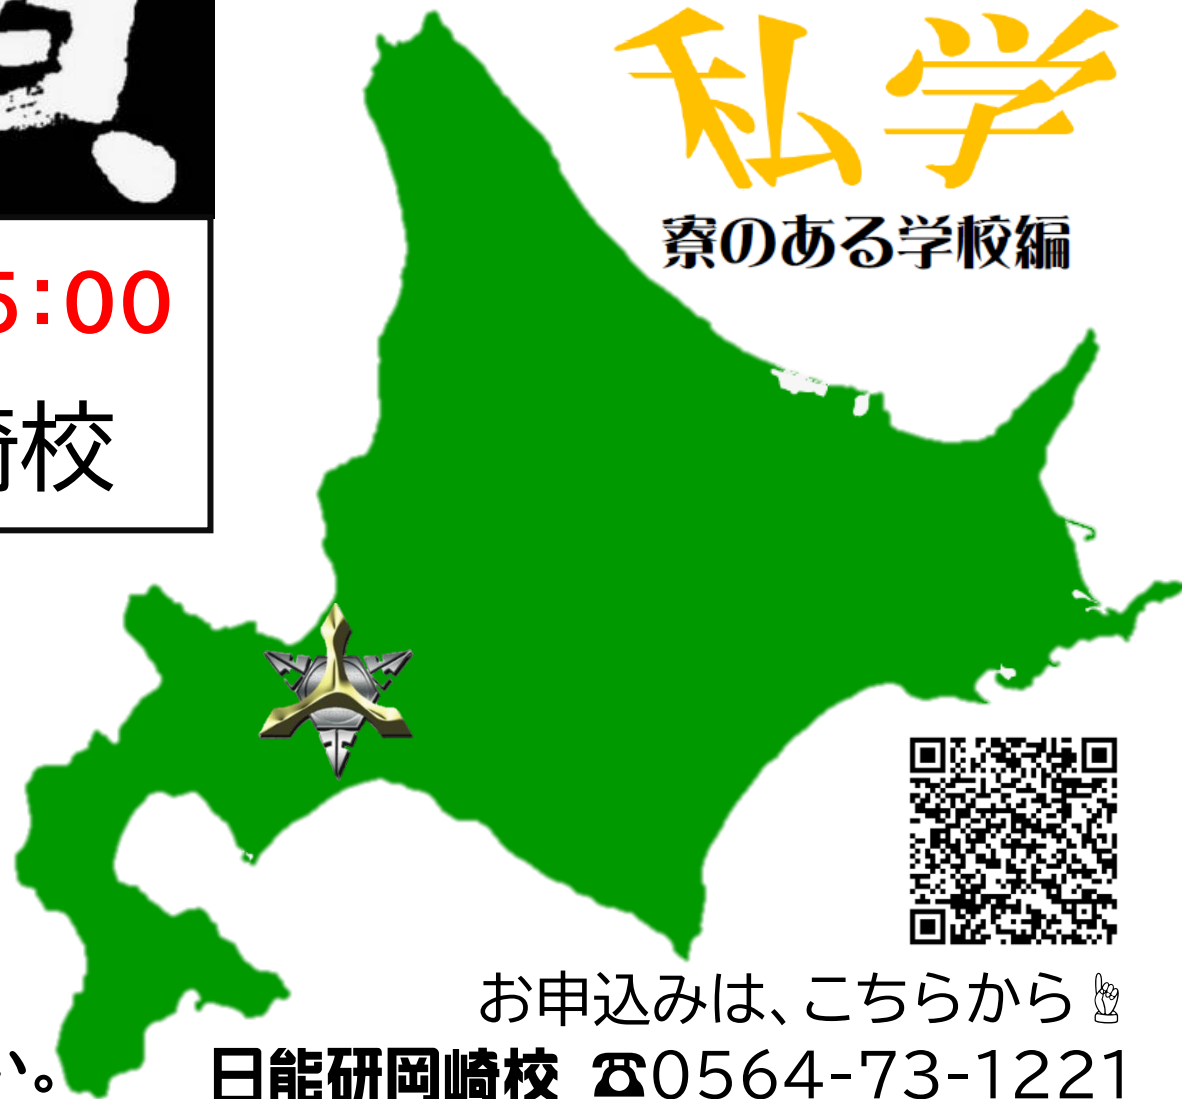 私学
寮のある学校編
:00
崎校
お申込みは、こちらから☝
い。
日能研岡崎校 ☎0564-73-1221